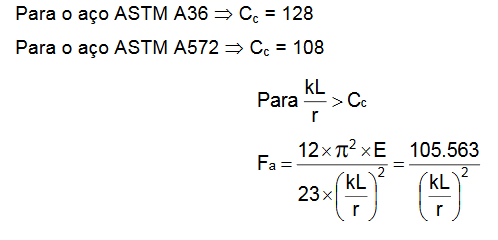 Para o aço ASTM A36 ⇒ Cc = 128
Para o aço ASTM A572 ⇒ Cc = 108
Para kL/r > Cc
Fa = 12×π²×E / 23×(kL/r)² = 105.563 / (kL/r)²